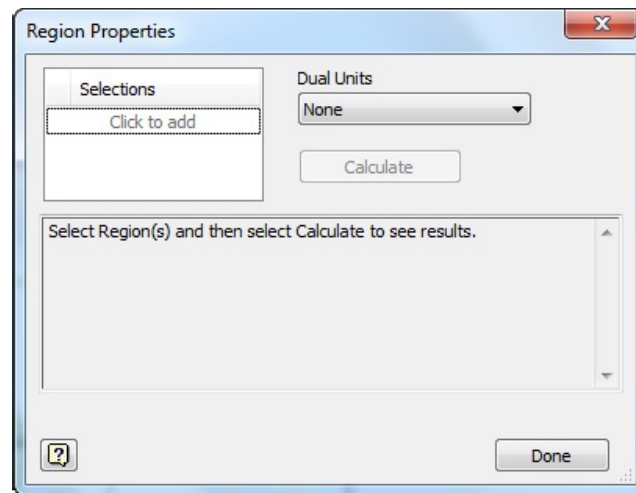 Region Properties
Selections
Click to add
Dual Units
None
Calculate
Select Region(s) and then select Calculate to see results.
Done